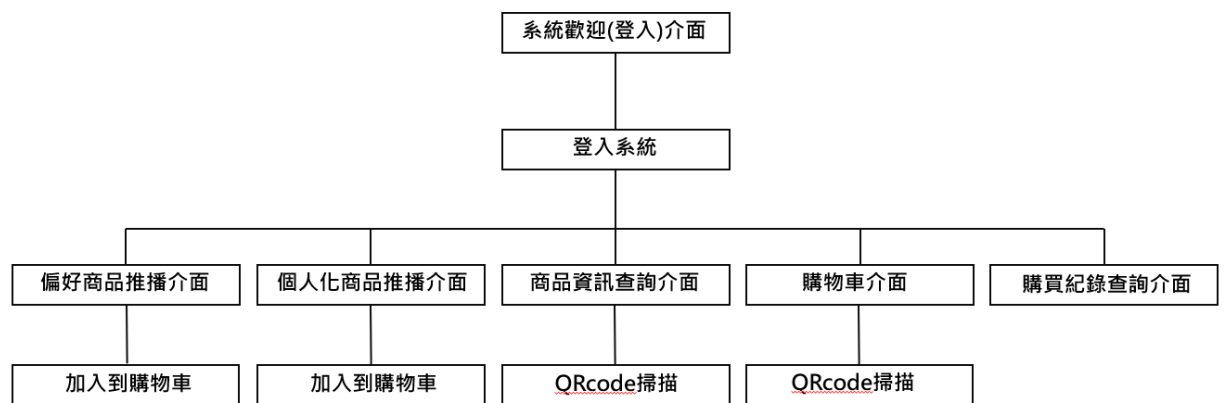 系統歡迎(登入)介面
登入系統
偏好商品推播介面
個人化商品推播介面
商品資訊查詢介面
購物車介面
購買紀錄查詢介面
加入到購物車
加入到購物車
QRcode掃描
QRcode掃描